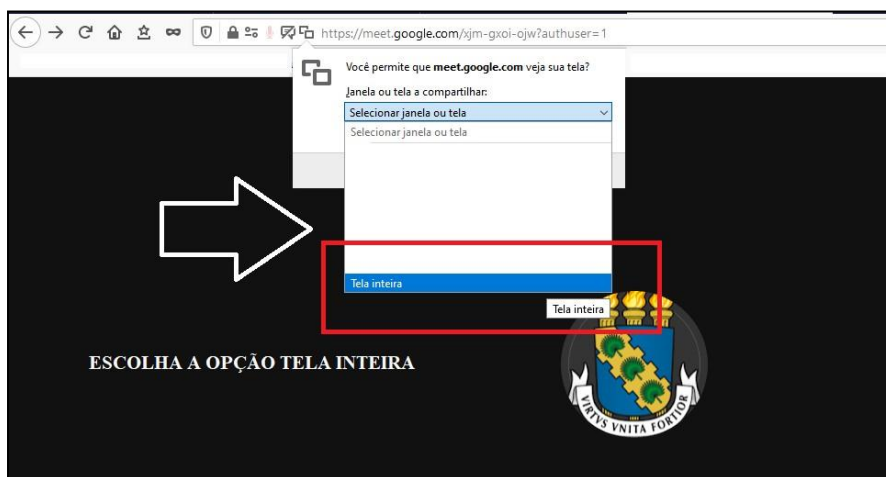 https://meet.google.com/xjm-gxoi-ojw?authuser=1
Você permite que meet.google.com veja sua tela?
Janela ou tela a compartilhar:
Selecionar janela ou tela
Selecionar janela ou tela
Tela inteira
Tela inteira
ESCOLHA A OPÇÃO TELA INTEIRA
VIRTVS VNITA FORTIOR